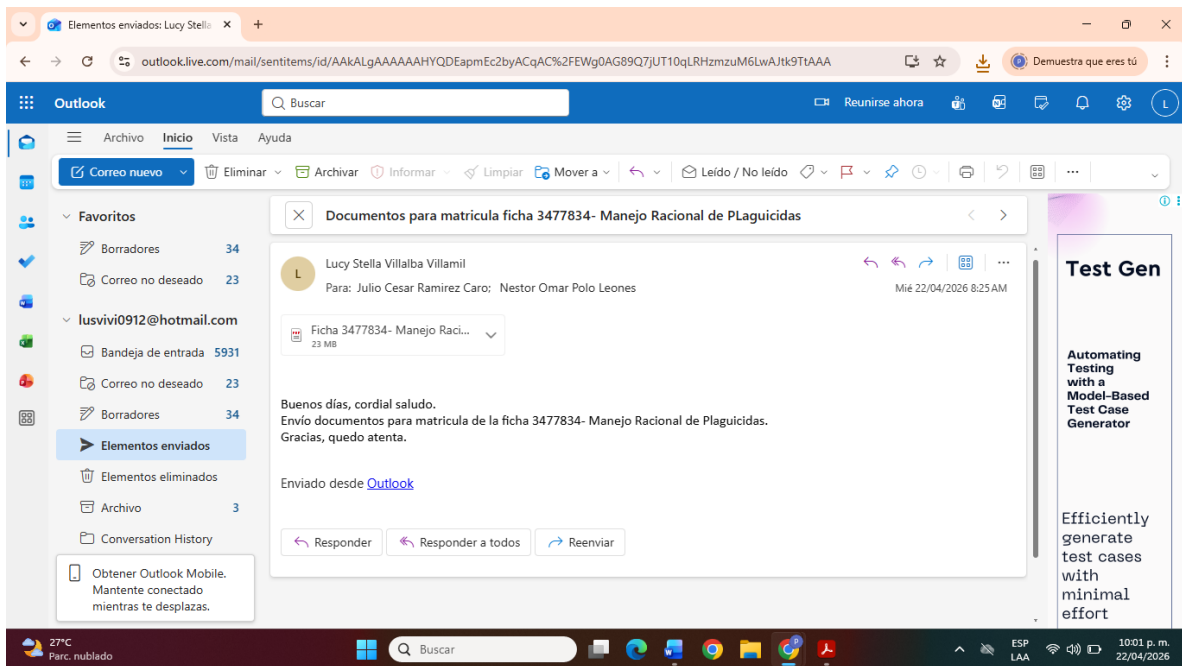 Elementos enviados: Lucy Stella
outlook.live.com/mail/sentitems/id/AAkALgAAAAAAHYQDEapmEc2byACqAC%2FEWg0AG89Q7jUT10qLRHzmzuM6LwAJtk9TtAAA
Demuestra que eres tú
Outlook
Buscar
Reunirse ahora
L
Archivo Inicio Vista Ayuda
Correo nuevo Eliminar Archivar Informar Limpiar Mover a Leído / No leído
Favoritos
Borradores 34
Correo no deseado 23
lusvivi0912@hotmail.com
Bandeja de entrada 5931
Correo no deseado 23
Borradores 34
Elementos enviados
Elementos eliminados
Archivo 3
Conversation History
Obtener Outlook Mobile.
Mantente conectado
mientras te desplazas.
Documentos para matricula ficha 3477834- Manejo Racional de PLaguicidas
L
Lucy Stella Villalba Villamil
Para: Julio Cesar Ramirez Caro; Nestor Omar Polo Leones
Mié 22/04/2026 8:25 AM
Ficha 3477834- Manejo Raci...
23 MB
Buenos días, cordial saludo.
Envío documentos para matricula de la ficha 3477834- Manejo Racional de Plaguicidas.
Gracias, quedo atenta.
Enviado desde Outlook
Responder Responder a todos Reenviar
Test Gen
Automating
Testing
with a
Model-Based
Test Case
Generator
Efficiently
generate
test cases
with
minimal
effort
27°C
Parc. nublado
Buscar
ESP
LAA
10:01 p. m.
22/04/2026